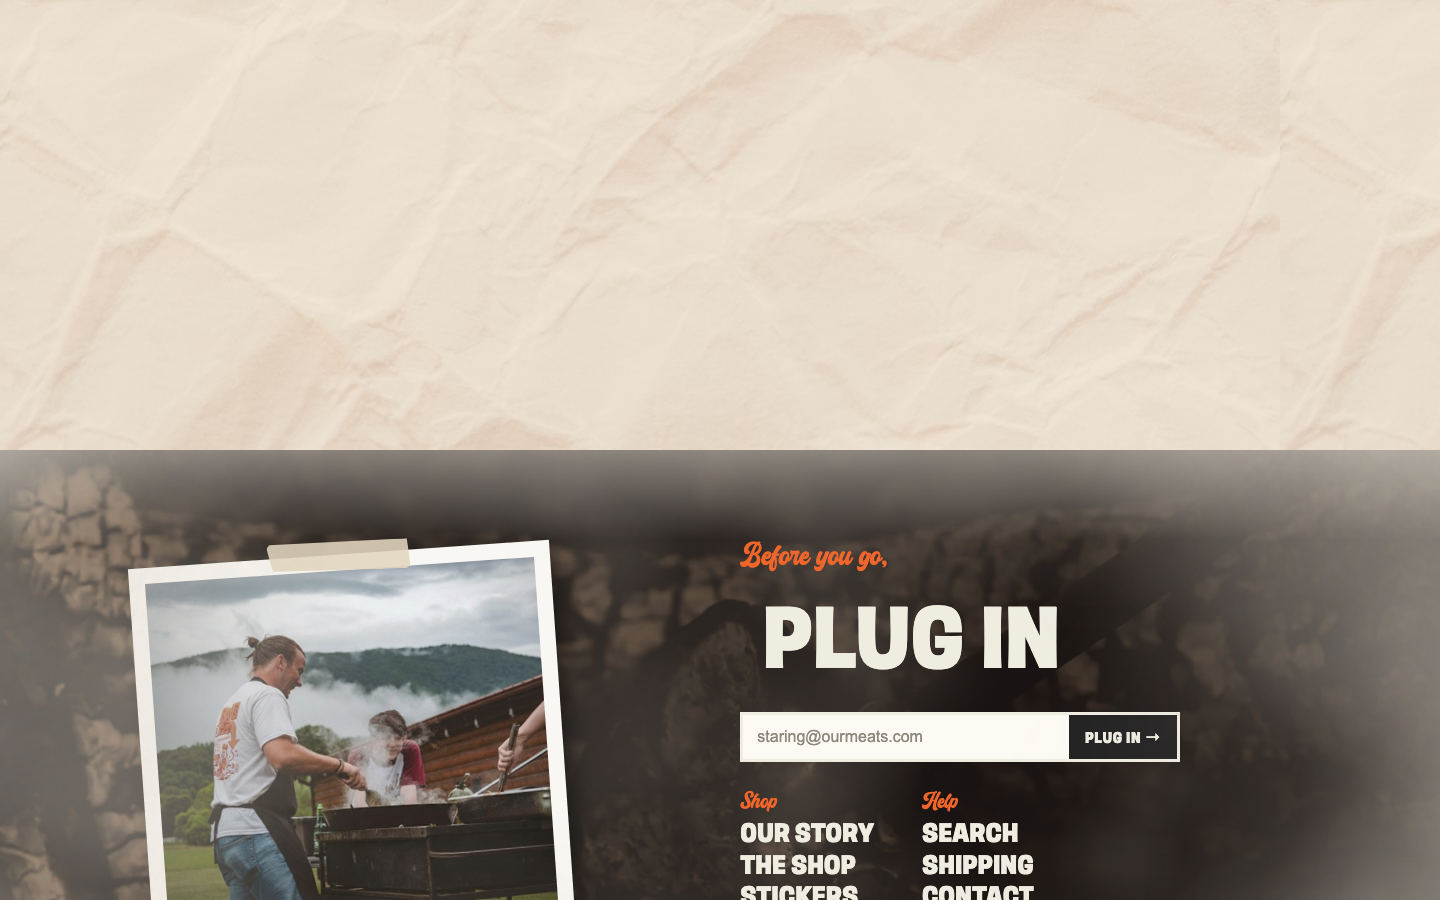 Before you go,
PLUG IN
staring@ourmeats.com
PLUG IN →
Shop
OUR STORY
THE SHOP
STICKERS
Help
SEARCH
SHIPPING
CONTACT